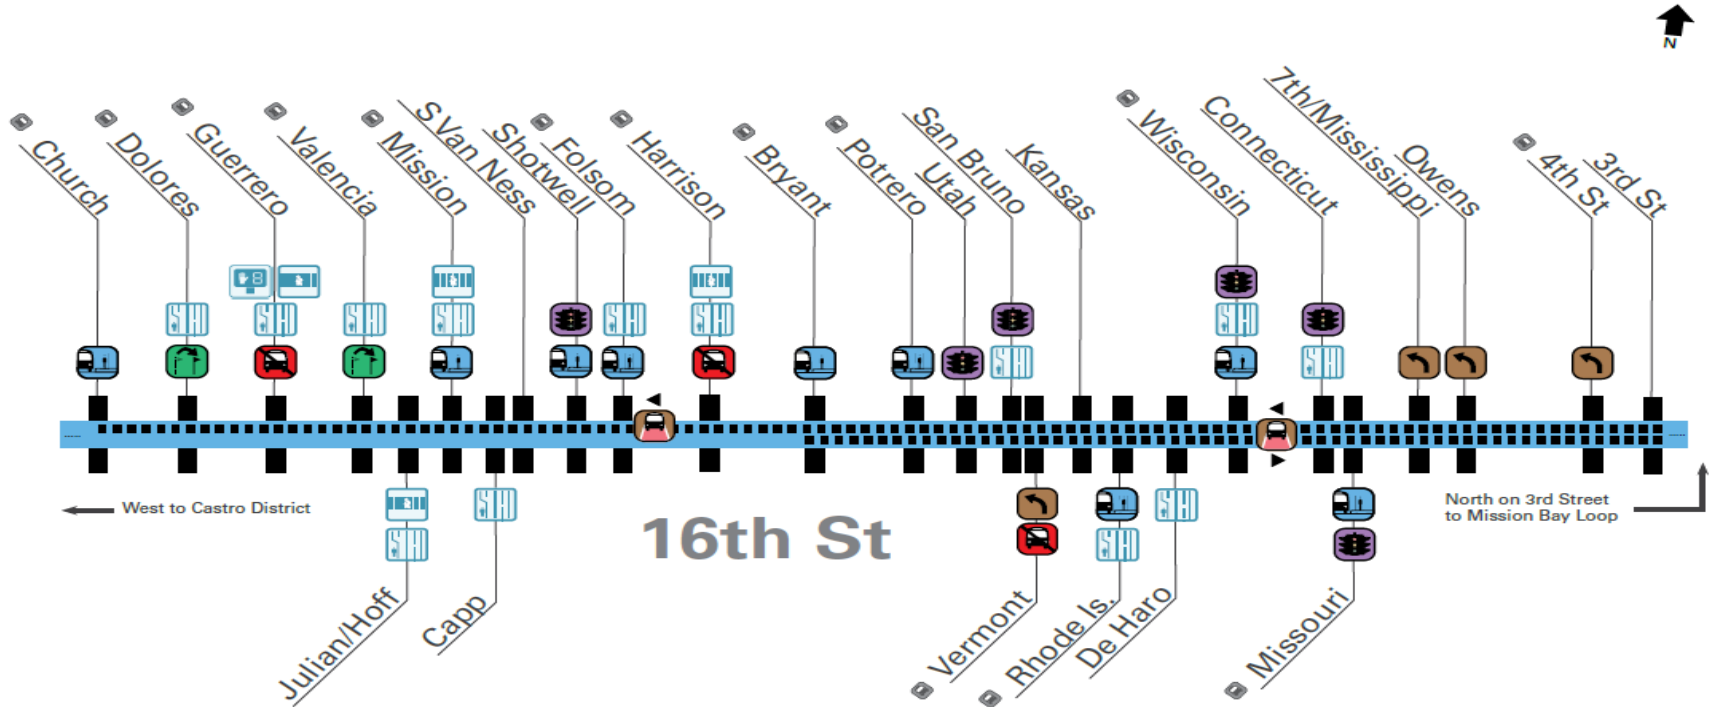 N
Church
Dolores
Guerrero
Valencia
Mission
S Van Ness
Shotwell
Folsom
Harrison
Bryant
Potrero
Utah
San Bruno
Kansas
Wisconsin
Connecticut
7th/Mississippi
Owens
4th St
3rd St
West to Castro District
16th St
North on 3rd Street
to Mission Bay Loop
Julian/Hoff
Capp
Vermont
Rhode Is.
De Haro
Missouri